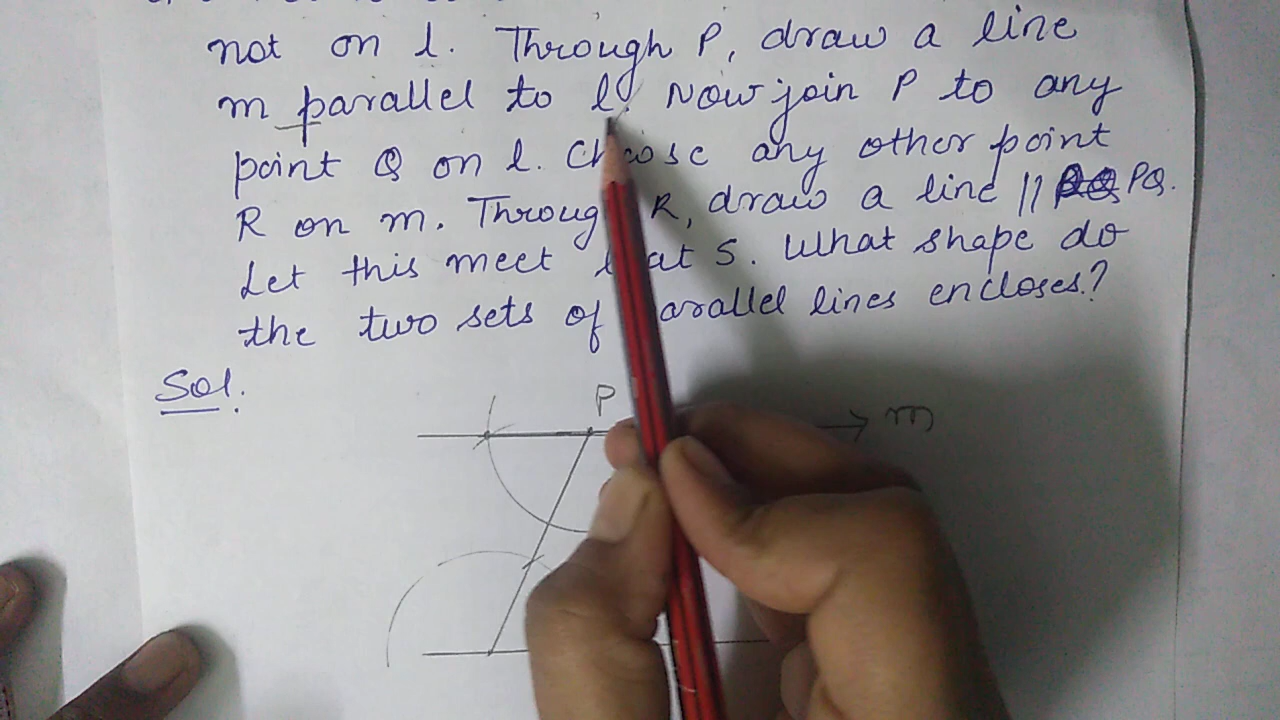 not on l. Through P, draw a line
m parallel to l. Now join P to any
point Q on l. Choose any other point
R on m. Through R, draw a line || PQ.
Let this meet l at S. What shape do
the two sets of parallel lines encloses?
Sol.
P
m